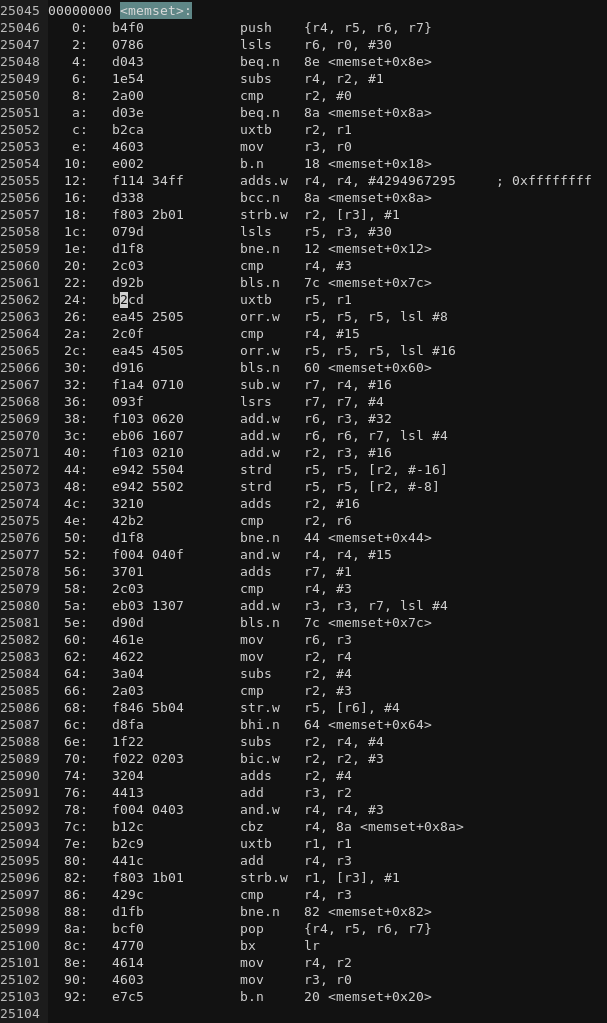 25045 00000000 <memset>:
25046    0:   b4f0            push    {r4, r5, r6, r7}
25047    2:   0786            lsls    r6, r0, #30
25048    4:   d043            beq.n   8e <memset+0x8e>
25049    6:   1e54            subs    r4, r2, #1
25050    8:   2a00            cmp     r2, #0
25051    a:   d03e            beq.n   8a <memset+0x8a>
25052    c:   b2ca            uxtb    r2, r1
25053    e:   4603            mov     r3, r0
25054   10:   e002            b.n     18 <memset+0x18>
25055   12:   f114 34ff       adds.w  r4, r4, #4294967295     ; 0xffffffff
25056   16:   d338            bcc.n   8a <memset+0x8a>
25057   18:   f803 2b01       strb.w  r2, [r3], #1
25058   1c:   079d            lsls    r5, r3, #30
25059   1e:   d1f8            bne.n   12 <memset+0x12>
25060   20:   2c03            cmp     r4, #3
25061   22:   d92b            bls.n   7c <memset+0x7c>
25062   24:   b2cd            uxtb    r5, r1
25063   26:   ea45 2505       orr.w   r5, r5, r5, lsl #8
25064   2a:   2c0f            cmp     r4, #15
25065   2c:   ea45 4505       orr.w   r5, r5, r5, lsl #16
25066   30:   d916            bls.n   60 <memset+0x60>
25067   32:   f1a4 0710       sub.w   r7, r4, #16
25068   36:   093f            lsrs    r7, r7, #4
25069   38:   f103 0620       add.w   r6, r3, #32
25070   3c:   eb06 1607       add.w   r6, r6, r7, lsl #4
25071   40:   f103 0210       add.w   r2, r3, #16
25072   44:   e942 5504       strd    r5, r5, [r2, #-16]
25073   48:   e942 5502       strd    r5, r5, [r2, #-8]
25074   4c:   3210            adds    r2, #16
25075   4e:   42b2            cmp     r2, r6
25076   50:   d1f8            bne.n   44 <memset+0x44>
25077   52:   f004 040f       and.w   r4, r4, #15
25078   56:   3701            adds    r7, #1
25079   58:   2c03            cmp     r4, #3
25080   5a:   eb03 1307       add.w   r3, r3, r7, lsl #4
25081   5e:   d90d            bls.n   7c <memset+0x7c>
25082   60:   461e            mov     r6, r3
25083   62:   4622            mov     r2, r4
25084   64:   3a04            subs    r2, #4
25085   66:   2a03            cmp     r2, #3
25086   68:   f846 5b04       str.w   r5, [r6], #4
25087   6c:   d8fa            bhi.n   64 <memset+0x64>
25088   6e:   1f22            subs    r2, r4, #4
25089   70:   f022 0203       bic.w   r2, r2, #3
25090   74:   3204            adds    r2, #4
25091   76:   4413            add     r3, r2
25092   78:   f004 0403       and.w   r4, r4, #3
25093   7c:   b12c            cbz     r4, 8a <memset+0x8a>
25094   7e:   b2c9            uxtb    r1, r1
25095   80:   441c            add     r4, r3
25096   82:   f803 1b01       strb.w  r1, [r3], #1
25097   86:   429c            cmp     r4, r3
25098   88:   d1fb            bne.n   82 <memset+0x82>
25099   8a:   bcf0            pop     {r4, r5, r6, r7}
25100   8c:   4770            bx      lr
25101   8e:   4614            mov     r4, r2
25102   90:   4603            mov     r3, r0
25103   92:   e7c5            b.n     20 <memset+0x20>
25104